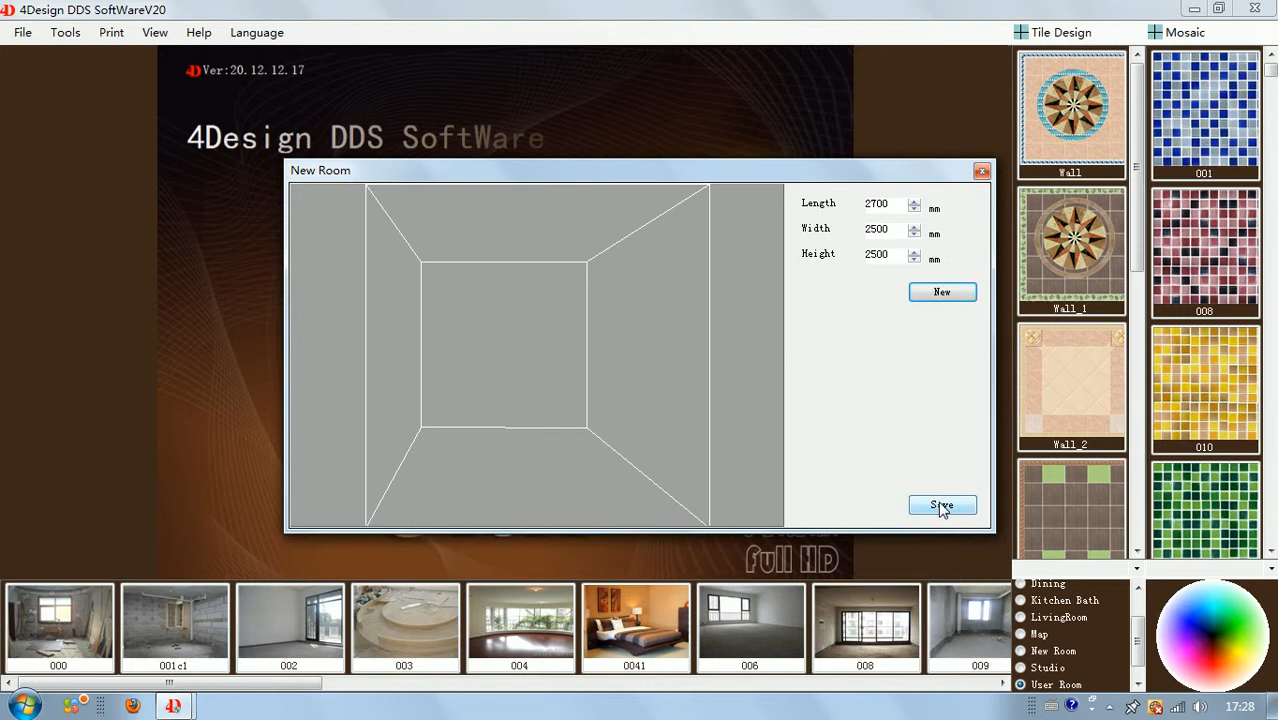 4Design DDS SoftWareV20
File Tools Print View Help Language
Tile Design
Mosaic
4D Ver:20.12.12.17
4Design DDS SoftWare
New Room
Length 2700 mm
Width 2500 mm
Height 2500 mm
New
Save
Full HD
Wall
Wall_1
Wall_2
001
008
010
000 001c1 002 003 004 0041 006 008 009
Dining
Kitchen Bath
LivingRoom
Map
New Room
Studio
User Room
17:28